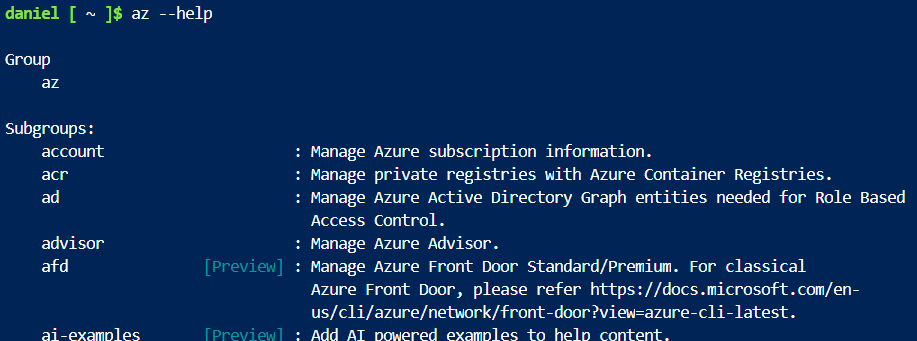 daniel [ ~ ]$ az --help
Group
az
Subgroups:
account : Manage Azure subscription information.
acr : Manage private registries with Azure Container Registries.
ad : Manage Azure Active Directory Graph entities needed for Role Based
Access Control.
advisor : Manage Azure Advisor.
afd [Preview] : Manage Azure Front Door Standard/Premium. For classical
Azure Front Door, please refer https://docs.microsoft.com/en-
us/cli/azure/network/front-door?view=azure-cli-latest.
ai-examples [Preview] : Add AI powered examples to help content.